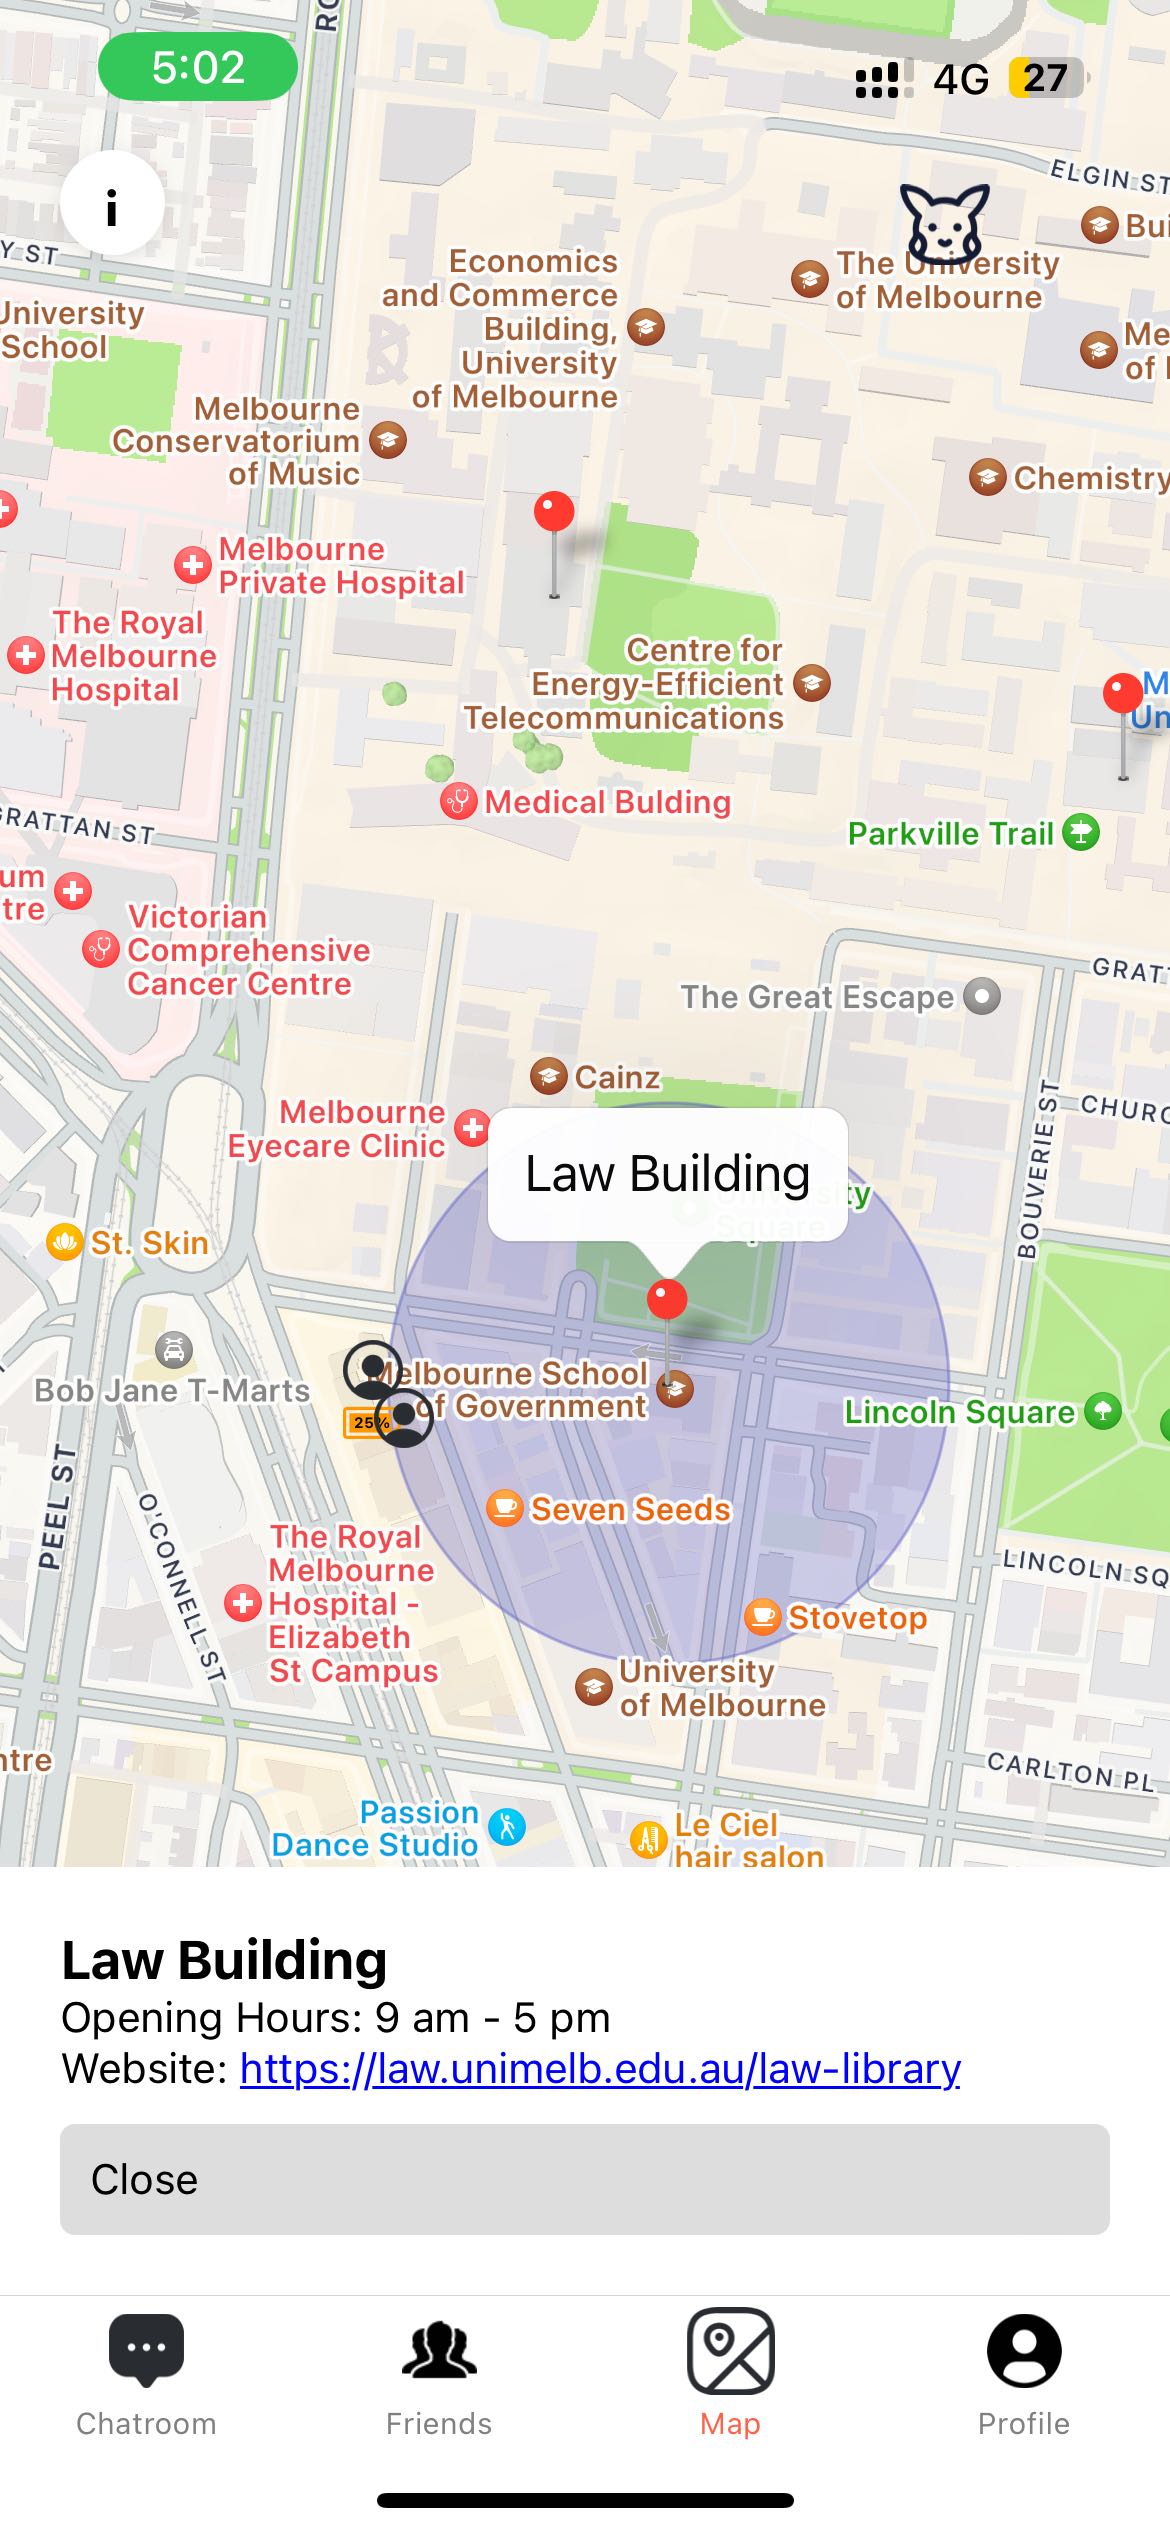 5:02
4G 27
i
ELGIN ST
Y ST
Bui
The University
of Melbourne
Economics
and Commerce
Building,
University
of Melbourne
University
School
Me
of
Melbourne
Conservatorium
of Music
Chemistry
Melbourne
Private Hospital
The Royal
Melbourne
Hospital
Centre for
Energy-Efficient
Telecommunications
M
Un
Medical Bulding
GRATTAN ST
Parkville Trail
um
tre
Victorian
Comprehensive
Cancer Centre
GRATT
The Great Escape
Cainz
CHURC
Melbourne
Eyecare Clinic
BOUVERIE ST
Law Building
University
Square
St. Skin
Melbourne School
of Government
Bob Jane T-Marts
25%
Lincoln Square
PEEL ST
O'CONNELL ST
Seven Seeds
The Royal
Melbourne
Hospital -
Elizabeth
St Campus
LINCOLN SQ
Stovetop
University
of Melbourne
ntre
CARLTON PL
Passion
Dance Studio
Le Ciel
hair salon
Law Building
Opening Hours: 9 am - 5 pm
Website: https://law.unimelb.edu.au/law-library
Close
Chatroom Friends Map Profile